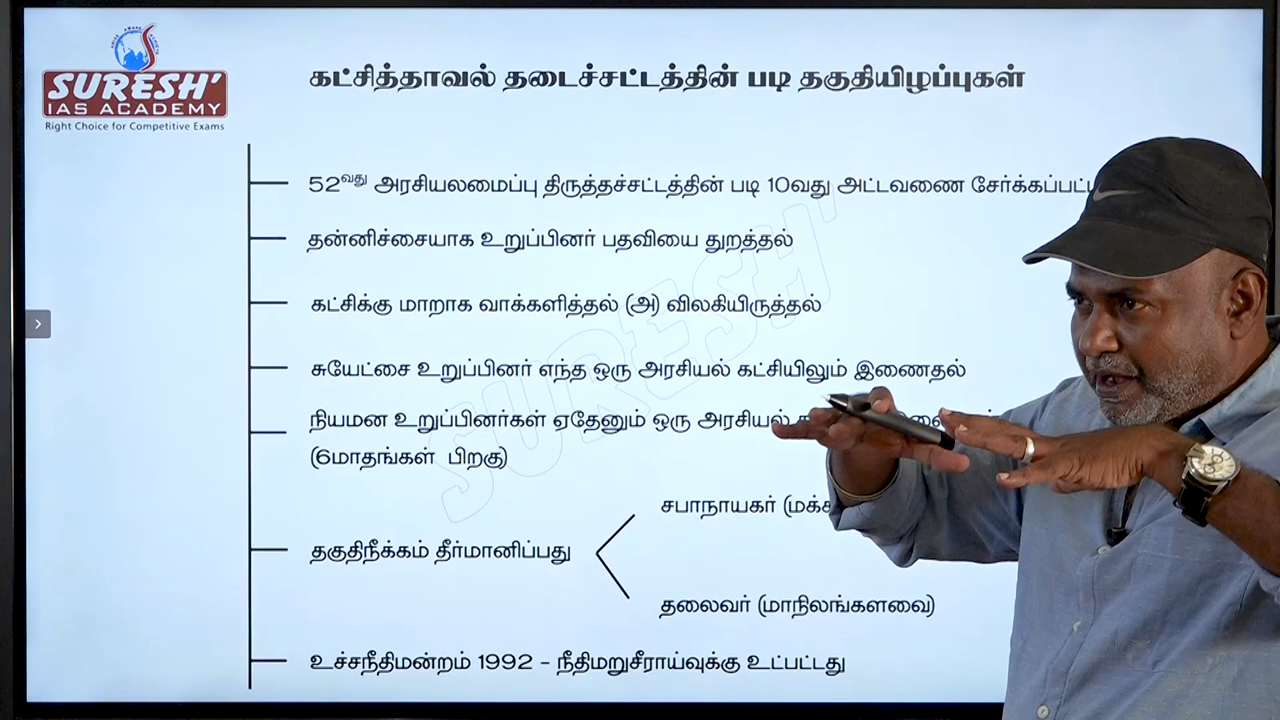 SURESH'
IAS ACADEMY
Right Choice for Competitive Exams
கட்சித்தாவல் தடைச்சட்டத்தின் படி தகுதியிழப்புகள்
52வது அரசியலமைப்பு திருத்தச்சட்டத்தின் படி 10வது அட்டவணை
தன்னிச்சையாக உறுப்பினர் பதவியை துறத்தல்
கட்சிக்கு மாறாக வாக்களித்தல் (அ) விலகியிருத்தல்
சுயேட்சை உறுப்பினர் எந்த ஒரு அரசியல் கட்சியிலும் இணைதல்
நியமன உறுப்பினர்கள் ஏதேனும் ஒரு அரசியல்
(6மாதங்கள் பிறகு)
சபாநாயகர்
தகுதிநீக்கம் தீர்மானிப்பது
தலைவர் (மாநிலங்களவை)
உச்சநீதிமன்றம் 1992 - நீதிமறுசீராய்வுக்கு உட்பட்டது
SURESH'